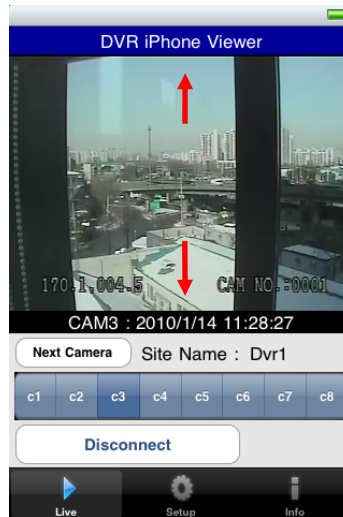 DVR iPhone Viewer
170.1.004.5 CAM NO.:0001
CAM3 : 2010/1/14 11:28:27
Next Camera Site Name : Dvr1
c1 c2 c3 c4 c5 c6 c7 c8
Disconnect
Live Setup Info